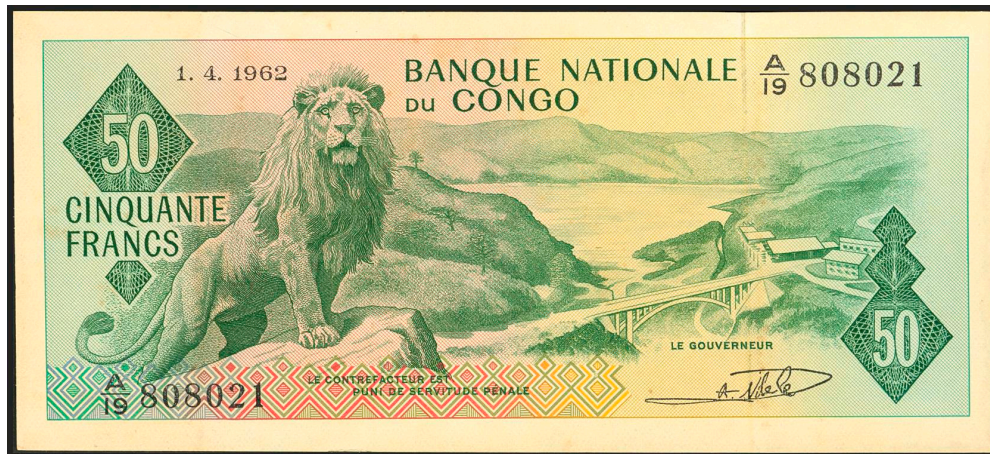 1. 4. 1962
BANQUE NATIONALE
DU CONGO
A/19 808021
50
CINQUANTE
FRANCS
50
LE GOUVERNEUR
LE CONTREFACTEUR EST
PUNI DE SERVITUDE PÉNALE
A/19 808021